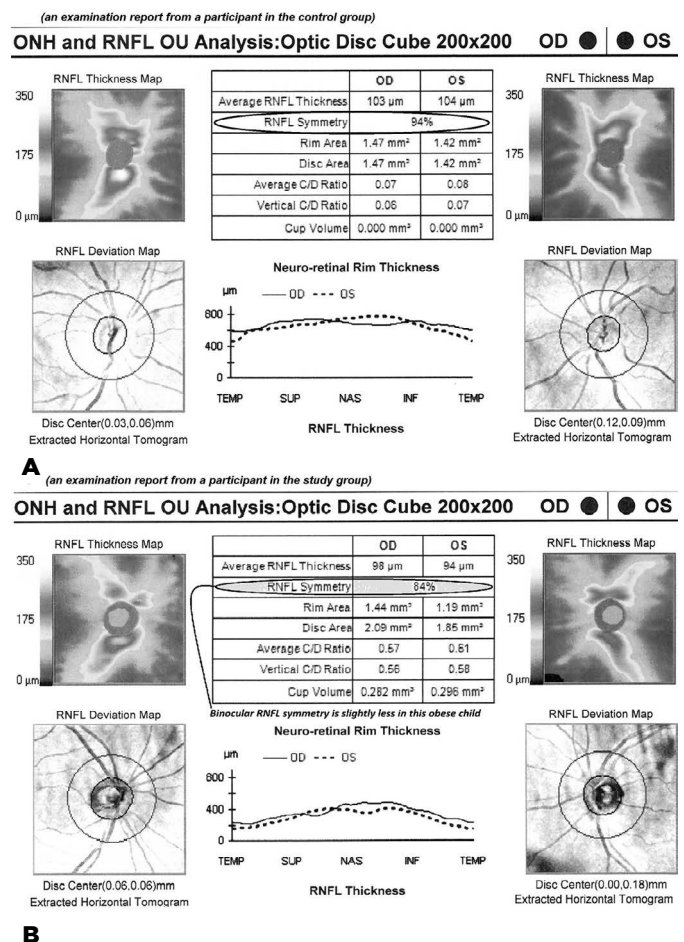 (an examination report from a participant in the control group)
ONH and RNFL OU Analysis:Optic Disc Cube 200x200 OD OS
RNFL Thickness Map
350
175
0 µm
OD OS
Average RNFL Thickness 103 µm 104 µm
RNFL Symmetry 94%
Rim Area 1.47 mm² 1.42 mm²
Disc Area 1.47 mm² 1.42 mm²
Average C/D Ratio 0.07 0.08
Vertical C/D Ratio 0.06 0.07
Cup Volume 0.000 mm³ 0.000 mm³
RNFL Thickness Map
350
175
0 µm
RNFL Deviation Map
Disc Center(0.03,0.06)mm
Extracted Horizontal Tomogram
Neuro-retinal Rim Thickness
µm OD OS
800
400
0
TEMP SUP NAS INF TEMP
RNFL Thickness
RNFL Deviation Map
Disc Center(0.12,0.09)mm
Extracted Horizontal Tomogram
A
(an examination report from a participant in the study group)
ONH and RNFL OU Analysis:Optic Disc Cube 200x200 OD OS
RNFL Thickness Map
350
175
0 µm
OD OS
Average RNFL Thickness 98 µm 94 µm
RNFL Symmetry 84%
Rim Area 1.44 mm² 1.19 mm²
Disc Area 2.09 mm² 1.85 mm²
Average C/D Ratio 0.57 0.61
Vertical C/D Ratio 0.56 0.58
Cup Volume 0.282 mm³ 0.296 mm³
Binocular RNFL symmetry is slightly less in this obese child
RNFL Thickness Map
350
175
0 µm
RNFL Deviation Map
Disc Center(0.06,0.06)mm
Extracted Horizontal Tomogram
Neuro-retinal Rim Thickness
µm OD OS
800
400
0
TEMP SUP NAS INF TEMP
RNFL Thickness
RNFL Deviation Map
Disc Center(0.00,0.18)mm
Extracted Horizontal Tomogram
B